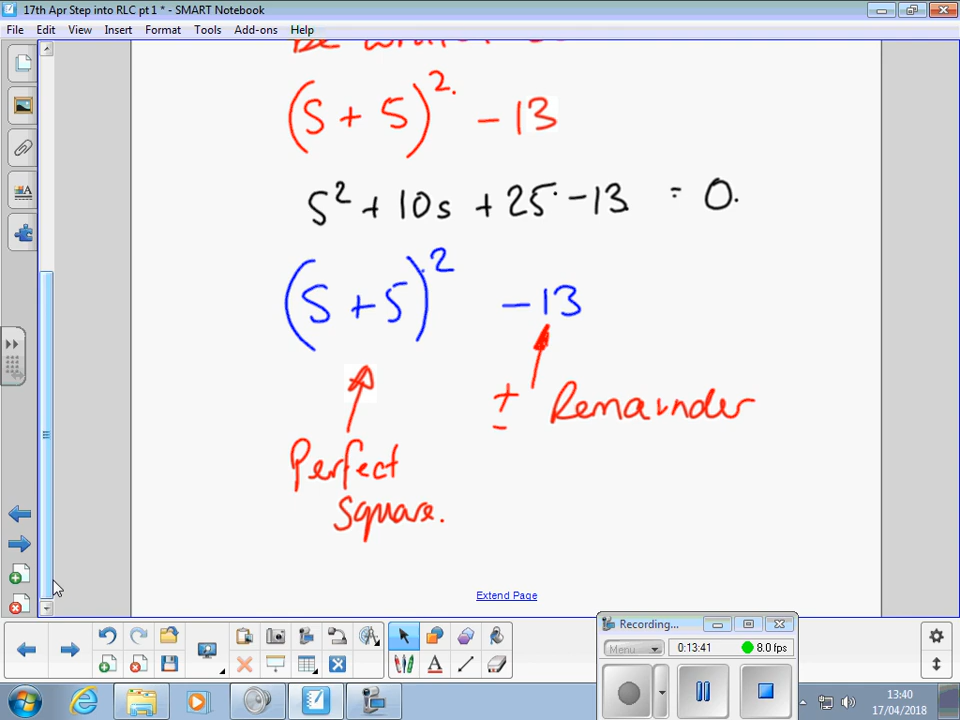 17th Apr Step into RLC pt 1 * - SMART Notebook
File Edit View Insert Format Tools Add-ons Help
(S + 5)² - 13
S² + 10s + 25 - 13 = 0.
(S + 5)² - 13
± Remainder
Perfect
Square.
Extend Page
Recording...
Menu 0:13:41 8.0 fps
13:40
17/04/2018